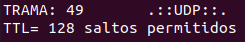 TRAMA: 49        .::UDP::.
TTL= 128 saltos permitidos